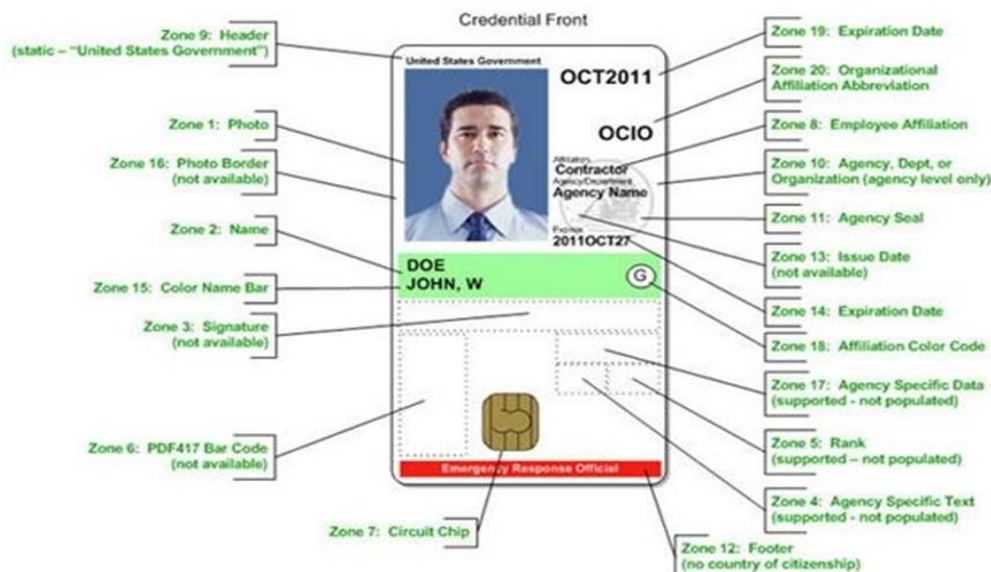 Credential Front
Zone 9: Header
(static – "United States Government")
Zone 1: Photo
Zone 16: Photo Border
(not available)
Zone 2: Name
Zone 15: Color Name Bar
Zone 3: Signature
(not available)
Zone 6: PDF417 Bar Code
(not available)
Zone 7: Circuit Chip
United States Government
OCT2011
OCIO
Affiliation
Contractor
Agency/Department
Agency Name
Expires
2011OCT27
DOE
JOHN, W
G
Emergency Response Official
Zone 19: Expiration Date
Zone 20: Organizational
Affiliation Abbreviation
Zone 8: Employee Affiliation
Zone 10: Agency, Dept, or
Organization (agency level only)
Zone 11: Agency Seal
Zone 13: Issue Date
(not available)
Zone 14: Expiration Date
Zone 18: Affiliation Color Code
Zone 17: Agency Specific Data
(supported - not populated)
Zone 5: Rank
(supported – not populated)
Zone 4: Agency Specific Text
(supported - not populated)
Zone 12: Footer
(no country of citizenship)